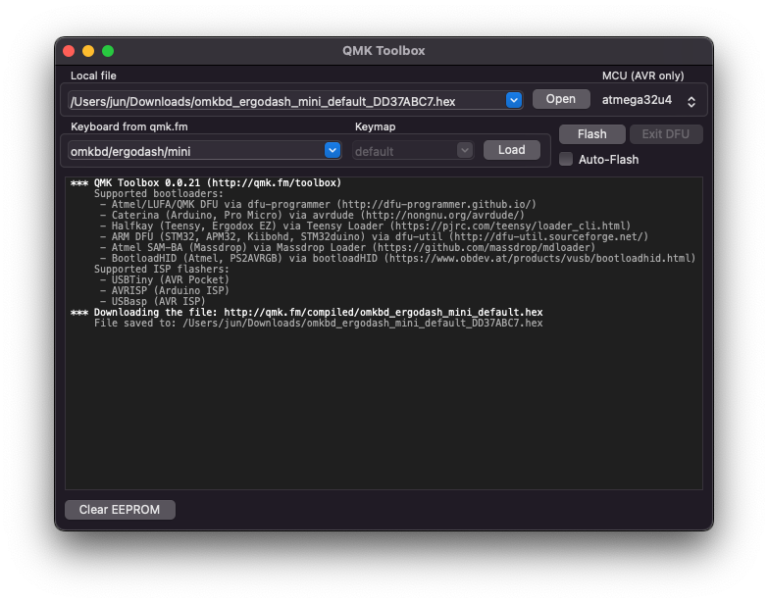 QMK Toolbox
Local file
MCU (AVR only)
/Users/jun/Downloads/omkbd_ergodash_mini_default_DD37ABC7.hex
Open
atmega32u4
Keyboard from qmk.fm
Keymap
Flash
Exit DFU
omkbd/ergodash/mini
default
Load
Auto-Flash
*** QMK Toolbox 0.0.21 (http://qmk.fm/toolbox)
Supported bootloaders:
- Atmel/LUFA/QMK DFU via dfu-programmer (http://dfu-programmer.github.io/)
- Caterina (Arduino, Pro Micro) via avrdude (http://nongnu.org/avrdude/)
- Halfkay (Teensy, Ergodox EZ) via Teensy Loader (https://pjrc.com/teensy/loader_cli.html)
- ARM DFU (STM32, APM32, Kiibohd, STM32duino) via dfu-util (http://dfu-util.sourceforge.net/)
- Atmel SAM-BA (Massdrop) via Massdrop Loader (https://github.com/massdrop/mdloader)
- BootloadHID (Atmel, PS2AVRGB) via bootloadHID (https://www.obdev.at/products/vusb/bootloadhid.html)
Supported ISP flashers:
- USBTiny (AVR Pocket)
- AVRISP (Arduino ISP)
- USBasp (AVR ISP)
*** Downloading the file: http://qmk.fm/compiled/omkbd_ergodash_mini_default.hex
File saved to: /Users/jun/Downloads/omkbd_ergodash_mini_default_DD37ABC7.hex
Clear EEPROM